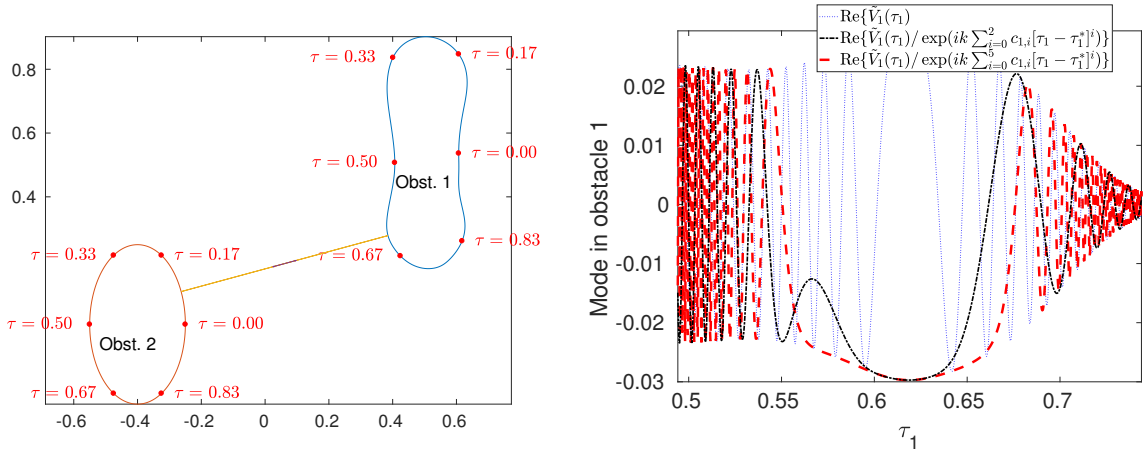 τ = 0.33
τ = 0.17
0.8
0.6
τ = 0.50
τ = 0.00
Obst. 1
0.4
τ = 0.67
τ = 0.83
0.2
τ = 0.33
τ = 0.17
τ = 0.50
τ = 0.00
0
Obst. 2
τ = 0.67
τ = 0.83
-0.6 -0.4 -0.2 0 0.2 0.4 0.6
Re{Ṽ₁(τ₁)
Re{Ṽ₁(τ₁)/exp(ik ∑²ᵢ₌₀ c₁,ᵢ[τ₁ − τ₁*]ⁱ)}
Re{Ṽ₁(τ₁)/exp(ik ∑⁵ᵢ₌₀ c₁,ᵢ[τ₁ − τ₁*]ⁱ)}
Mode in obstacle 1
0.02
0.01
0
-0.01
-0.02
-0.03
0.5 0.55 0.6 0.65 0.7
τ₁